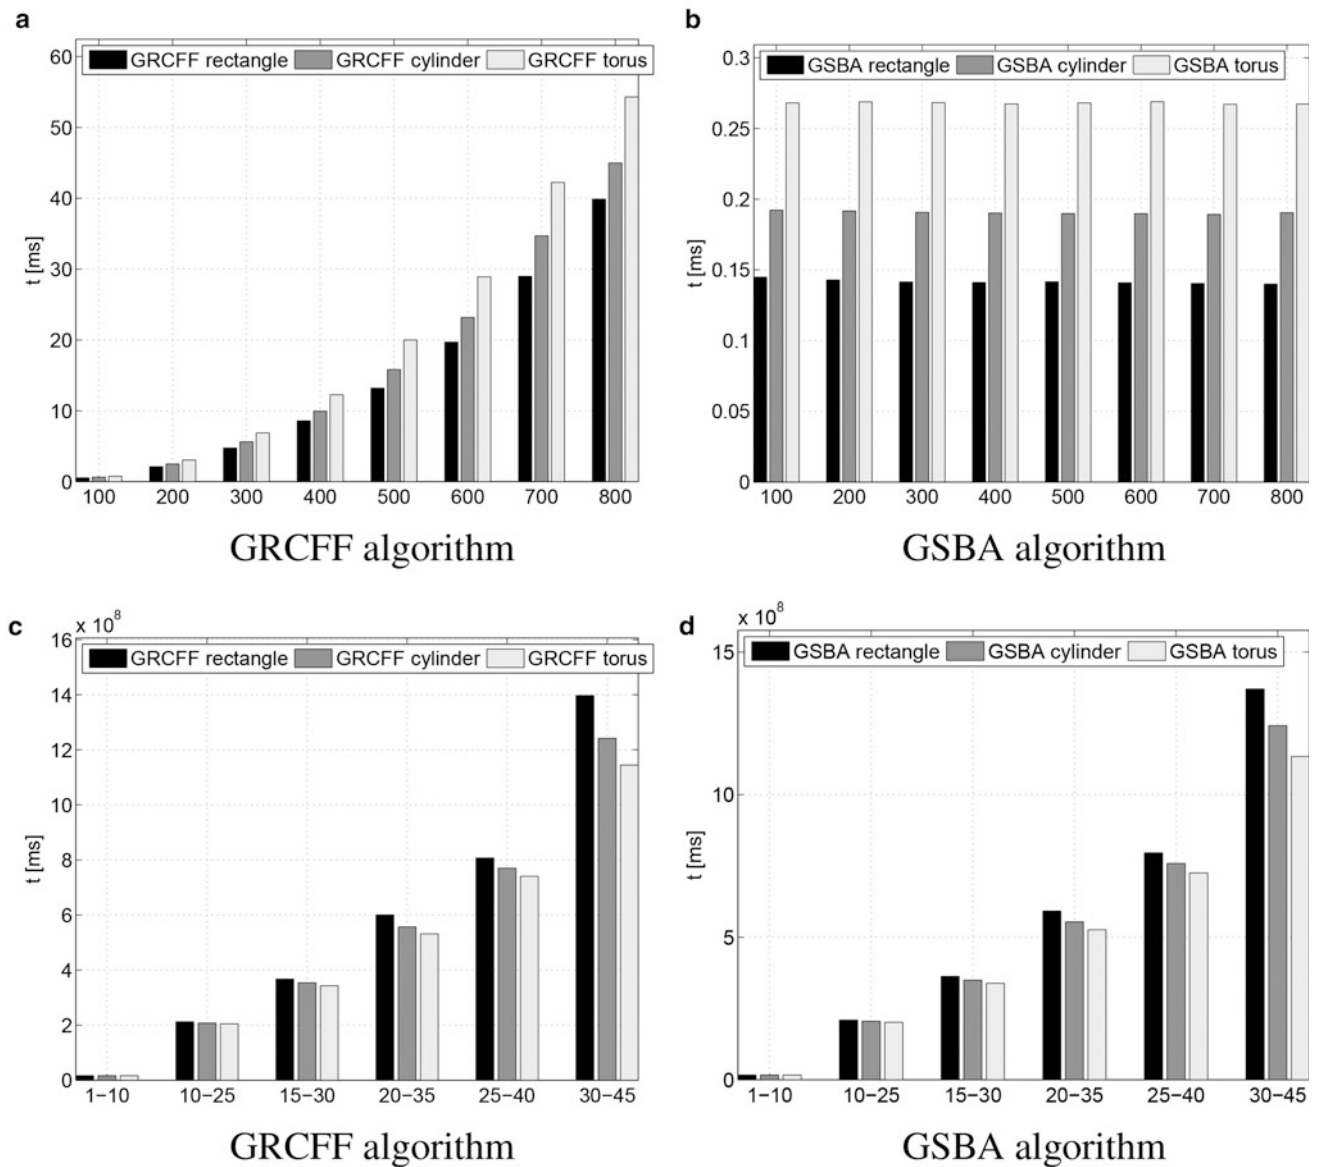 a
GRCFF rectangle GRCFF cylinder GRCFF torus
60
50
40
30
20
10
0
t [ms]
100 200 300 400 500 600 700 800
GRCFF algorithm
b
GSBA rectangle GSBA cylinder GSBA torus
0.3
0.25
0.2
0.15
0.1
0.05
0
t [ms]
100 200 300 400 500 600 700 800
GSBA algorithm
c
x 10^8
GRCFF rectangle GRCFF cylinder GRCFF torus
16
14
12
10
8
6
4
2
0
t [ms]
1−10 10−25 15−30 20−35 25−40 30−45
GRCFF algorithm
d
x 10^8
GSBA rectangle GSBA cylinder GSBA torus
15
10
5
0
t [ms]
1−10 10−25 15−30 20−35 25−40 30−45
GSBA algorithm